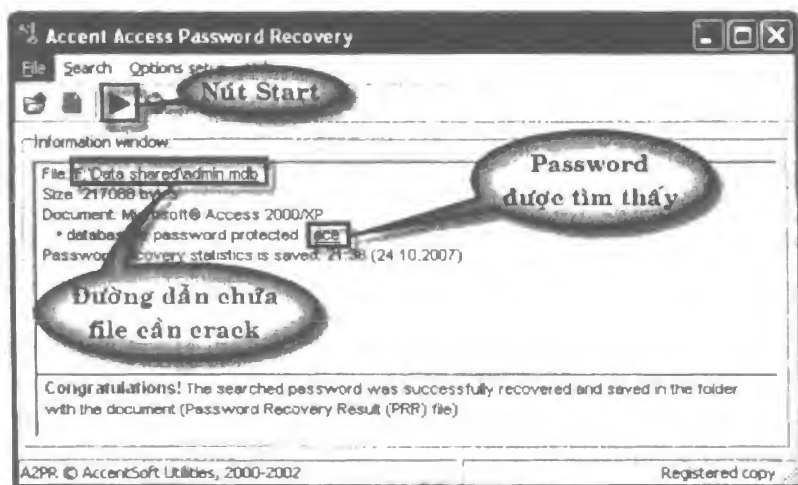 Accent Access Password Recovery
File Search Options
Nút Start
Information window
File: F:\Data shared\admin.mdb
Size: 217088
Document: Microsoft® Access 2000/XP
Password
được tìm thấy
* password protected ace
statistics is saved: 21:38 (24.10.2007)
Đường dẫn chứa
file cần crack
Congratulations! The searched password was successfully recovered and saved in the folder
with the document (Password Recovery Result (PRR) file)
A2PR © AccentSoft Utilities, 2000-2002
Registered copy